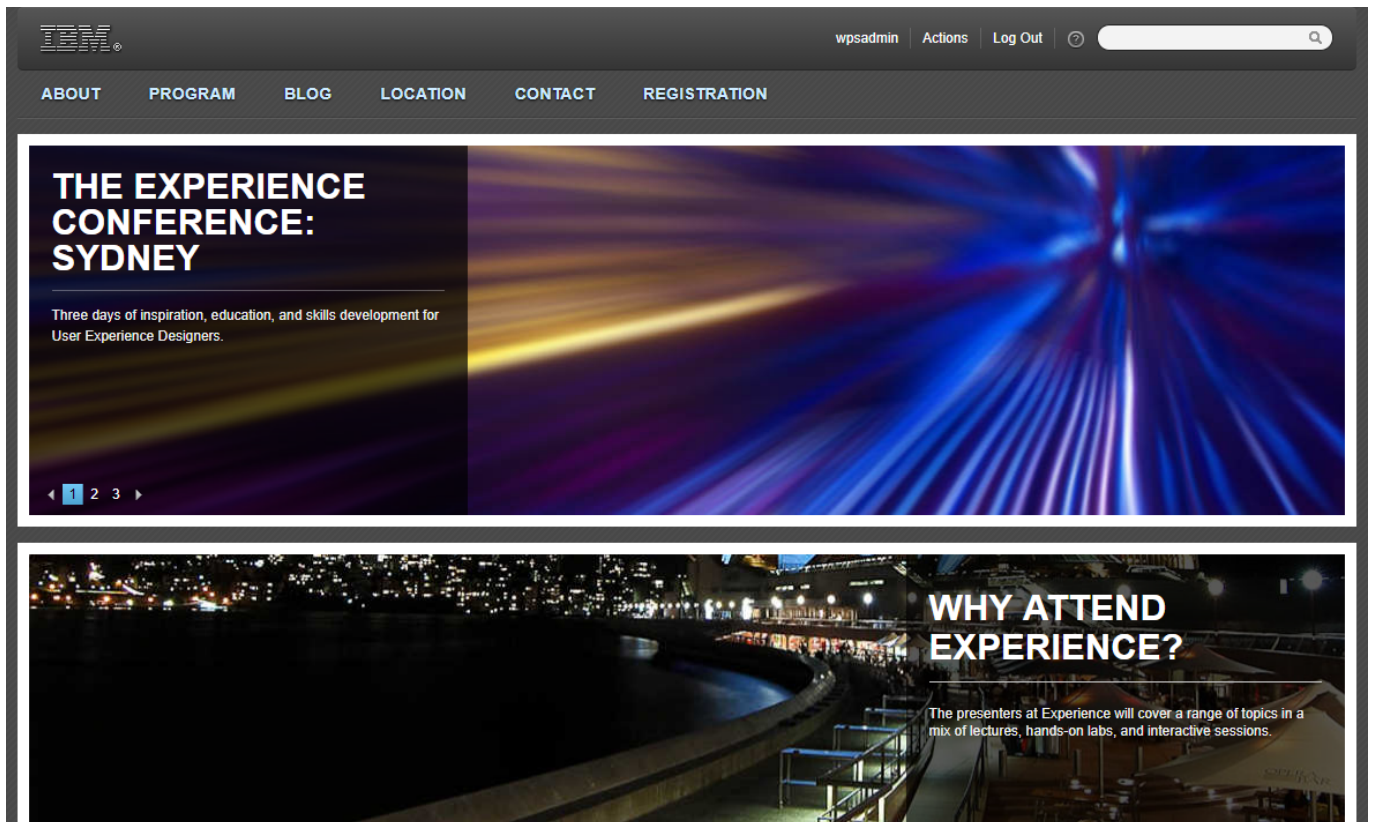 IBM®
wpsadmin
Actions
Log Out
?
ABOUT
PROGRAM
BLOG
LOCATION
CONTACT
REGISTRATION
THE EXPERIENCE
CONFERENCE:
SYDNEY
Three days of inspiration, education, and skills development for
User Experience Designers.
1 2 3
WHY ATTEND
EXPERIENCE?
The presenters at Experience will cover a range of topics in a
mix of lectures, hands-on labs, and interactive sessions.